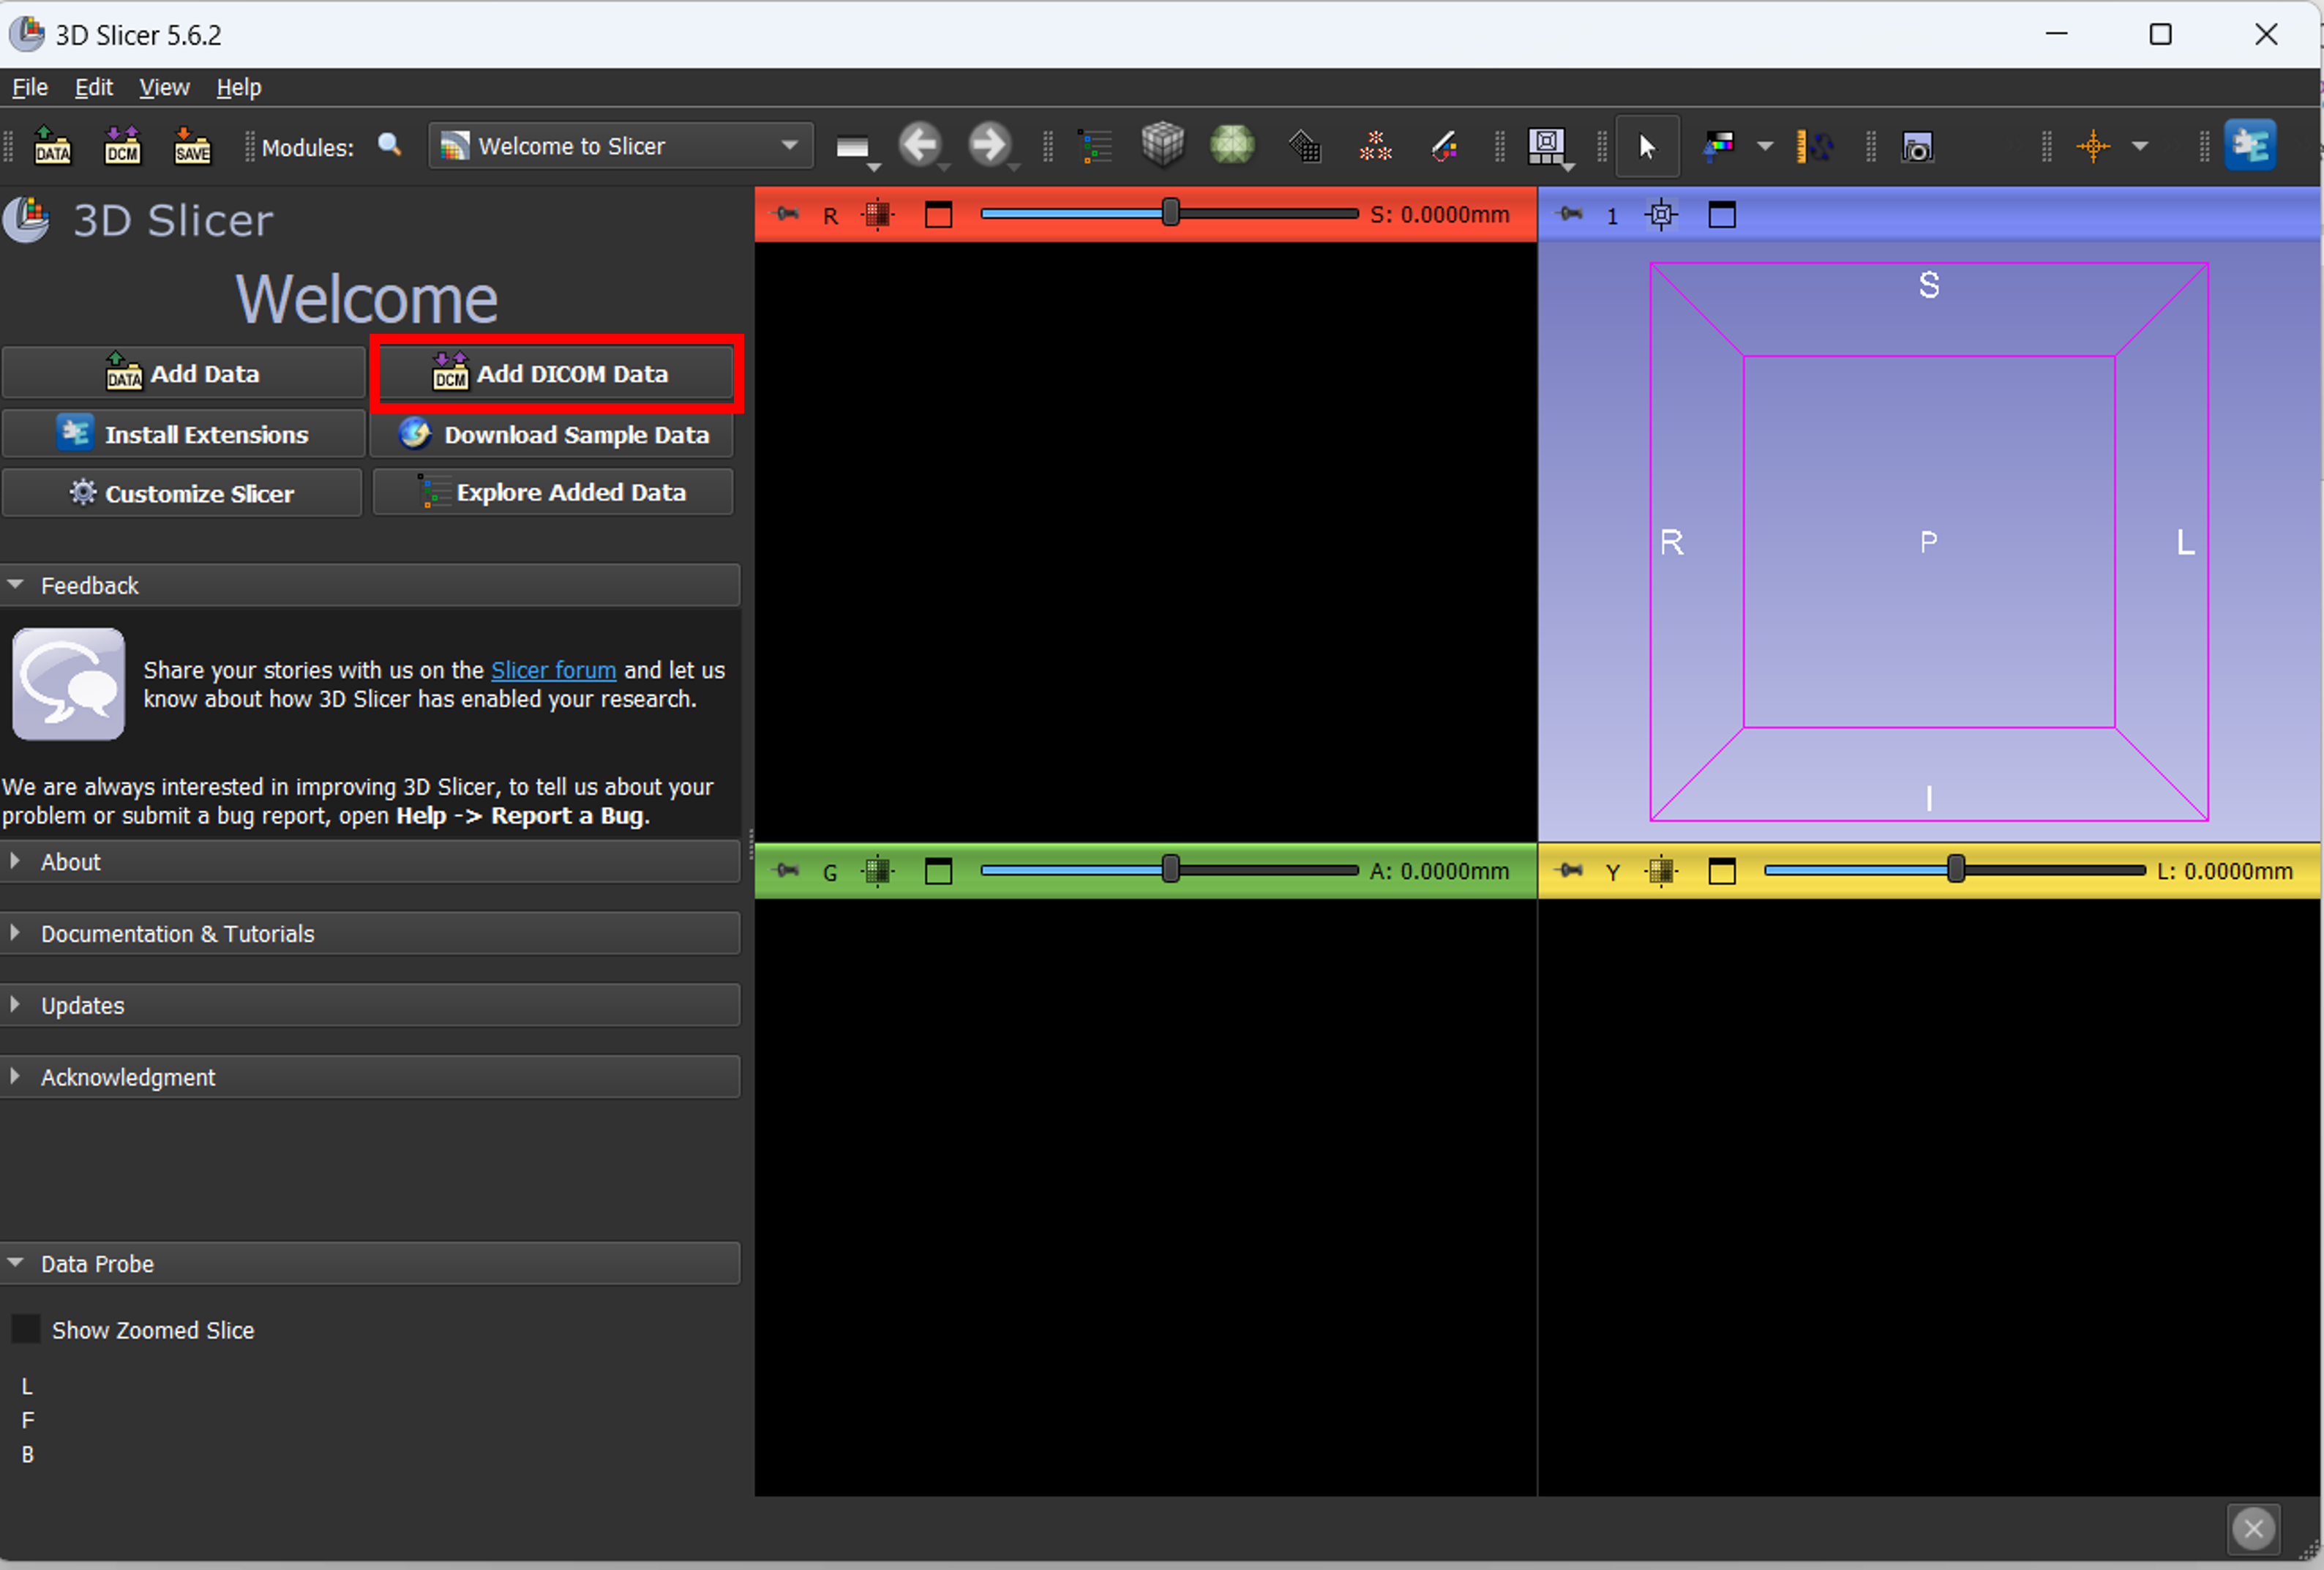 3D Slicer 5.6.2
File Edit View Help
DATA DCM SAVE Modules: Welcome to Slicer
3D Slicer
Welcome
DATA Add Data
DCM Add DICOM Data
Install Extensions
Download Sample Data
Customize Slicer
Explore Added Data
Feedback
Share your stories with us on the Slicer forum and let us
know about how 3D Slicer has enabled your research.
We are always interested in improving 3D Slicer, to tell us about your
problem or submit a bug report, open Help -> Report a Bug.
About
Documentation & Tutorials
Updates
Acknowledgment
Data Probe
Show Zoomed Slice
L
F
B
R S: 0.0000mm
1
S
R P L
I
G A: 0.0000mm
Y L: 0.0000mm